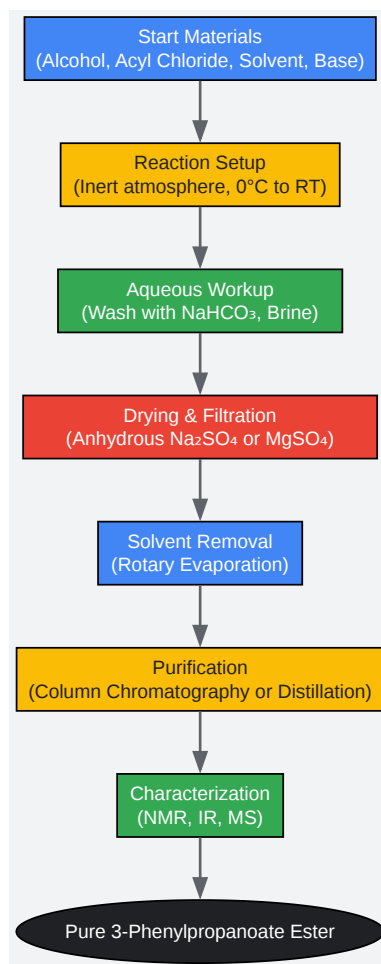 Start Materials
(Alcohol, Acyl Chloride, Solvent, Base)
Reaction Setup
(Inert atmosphere, 0°C to RT)
Aqueous Workup
(Wash with NaHCO₃, Brine)
Drying & Filtration
(Anhydrous Na₂SO₄ or MgSO₄)
Solvent Removal
(Rotary Evaporation)
Purification
(Column Chromatography or Distillation)
Characterization
(NMR, IR, MS)
Pure 3-Phenylpropanoate Ester